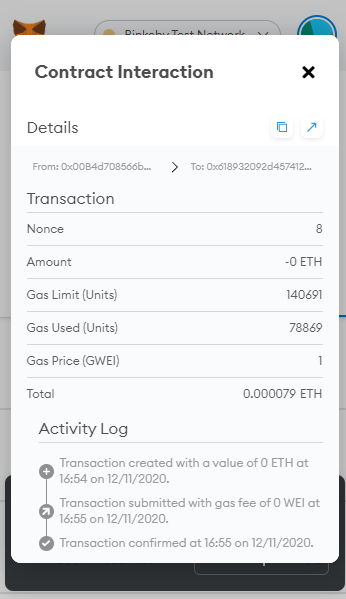 Rinkeby Test Network
Contract Interaction
Details
From: 0x00B4d708566b... To: 0x618932092d457412...
Transaction
Nonce 8
Amount -0 ETH
Gas Limit (Units) 140691
Gas Used (Units) 78869
Gas Price (GWEI) 1
Total 0.000079 ETH
Activity Log
Transaction created with a value of 0 ETH at
16:54 on 12/11/2020.
Transaction submitted with gas fee of 0 WEI at
16:55 on 12/11/2020.
Transaction confirmed at 16:55 on 12/11/2020.